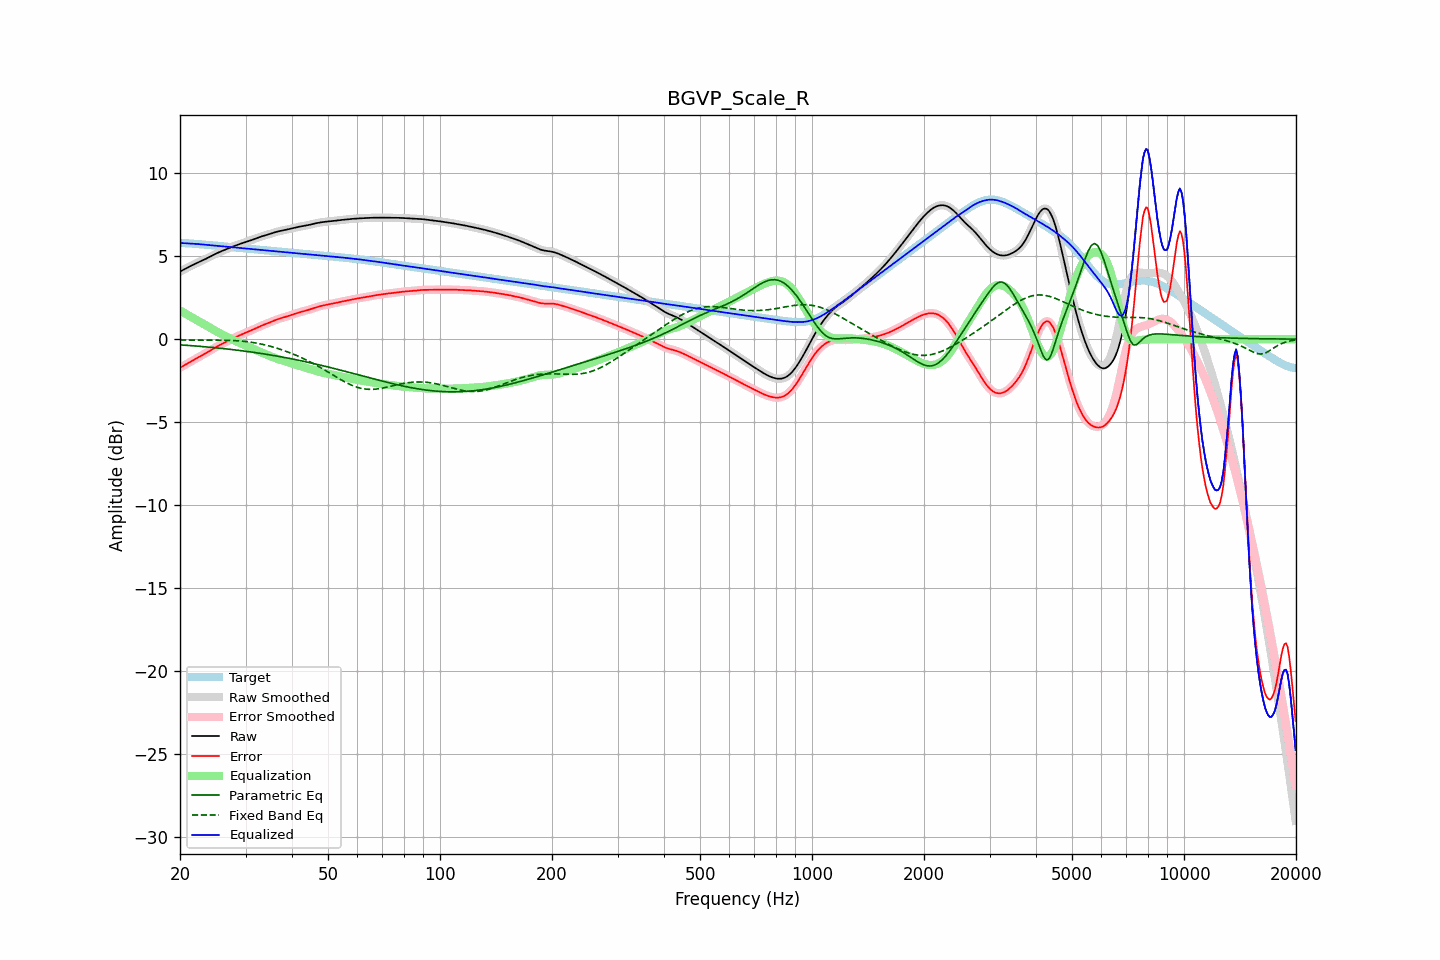 BGVP_Scale_R
Amplitude (dBr)
10
5
0
−5
−10
−15
−20
−25
−30
Target
Raw Smoothed
Error Smoothed
Raw
Error
Equalization
Parametric Eq
Fixed Band Eq
Equalized
20 50 100 200 500 1000 2000 5000 10000 20000
Frequency (Hz)